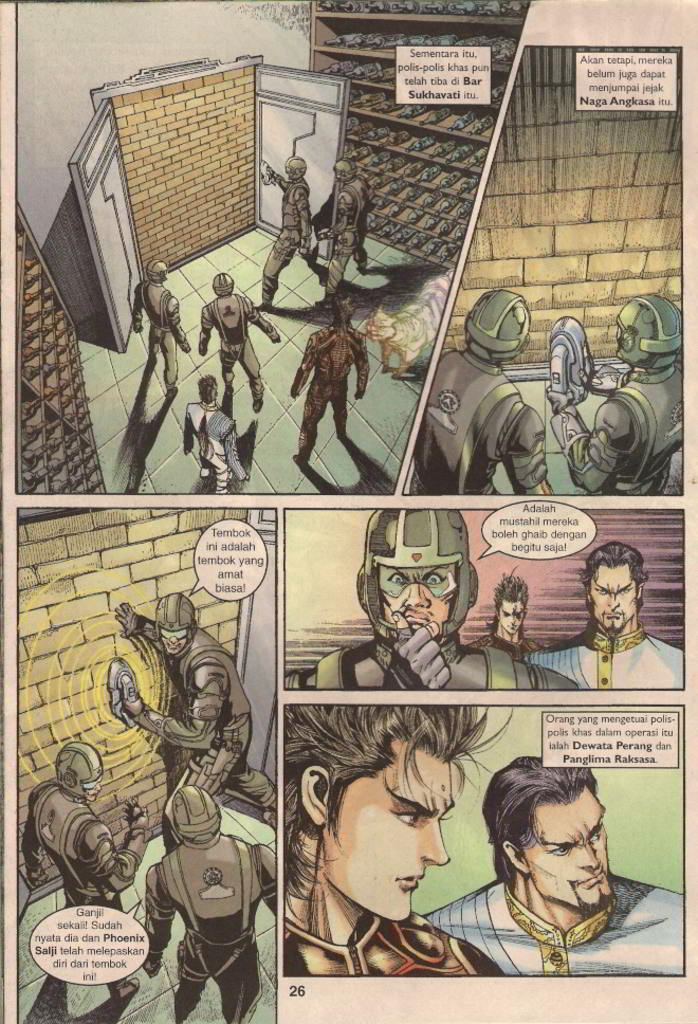 Sementara itu,
polis-polis khas pun
telah tiba di Bar
Sukhavati itu.
Akan tetapi, mereka
belum juga dapat
menjumpai jejak
Naga Angkasa itu.
Tembok
ini adalah
tembok yang
amat
biasa!
Ganjil
sekali! Sudah
nyata dia dan Phoenix
Salji telah melepaskan
diri dari tembok
ini!
Adalah
mustahil mereka
boleh ghaib dengan
begitu saja!
Orang yang mengetuai polis-
polis khas dalam operasi itu
ialah Dewata Perang dan
Panglima Raksasa.
26